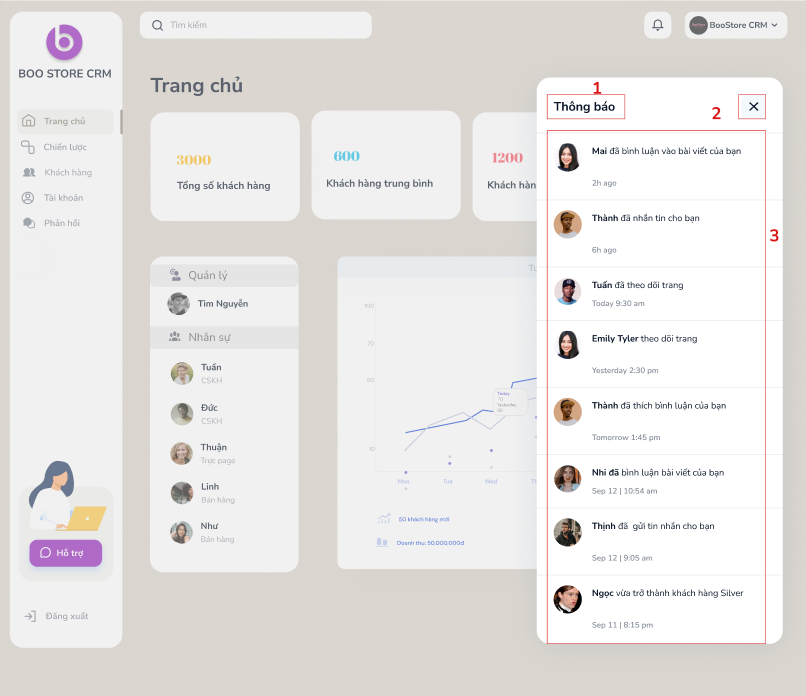 BOO STORE CRM
Trang chủ
Chiến lược
Khách hàng
Tài khoản
Phản hồi
Hỗ trợ
Đăng xuất
Tìm kiếm
BooStore CRM
Trang chủ
3000
Tổng số khách hàng
600
Khách hàng trung bình
1200
Khách hàn
Quản lý
Tim Nguyên
Nhân sự
Tuấn
CSKH
Đức
CSKH
Thuận
Trực page
Linh
Bán hàng
Như
Bán hàng
Tu
100
70
60
10
Today
70
Yesterday
60
Mon
Tue
Wed
Th
50 khách hàng mới
Doanh thu: 50,000,000đ
1
Thông báo
2
3
Mai đã bình luận vào bài viết của bạn
2h ago
Thành đã nhắn tin cho bạn
6h ago
Tuấn đã theo dõi trang
Today 9:30 am
Emily Tyler theo dõi trang
Yesterday 2:30 pm
Thành đã thích bình luận của bạn
Tomorrow 1:45 pm
Nhi đã bình luận bài viết của bạn
Sep 12 | 10:54 am
Thịnh đã gửi tin nhắn cho bạn
Sep 12 | 9:05 am
Ngọc vừa trở thành khách hàng Silver
Sep 11 | 8:15 pm